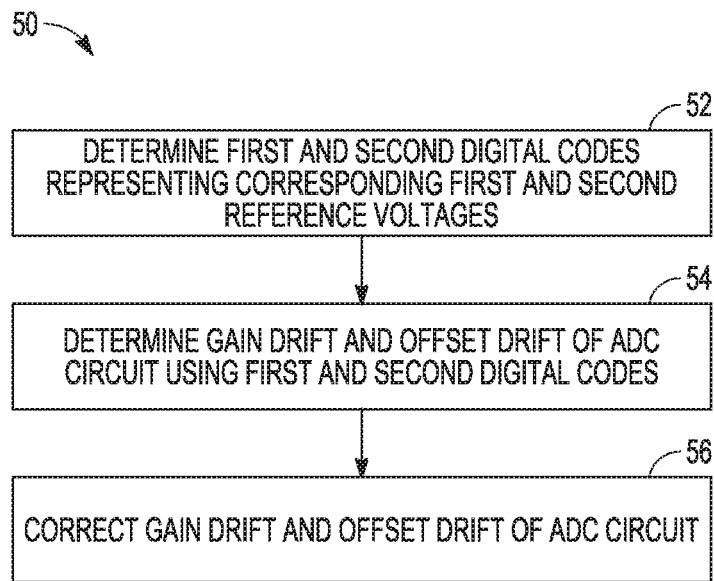 50
52
DETERMINE FIRST AND SECOND DIGITAL CODES
REPRESENTING CORRESPONDING FIRST AND SECOND
REFERENCE VOLTAGES
54
DETERMINE GAIN DRIFT AND OFFSET DRIFT OF ADC
CIRCUIT USING FIRST AND SECOND DIGITAL CODES
56
CORRECT GAIN DRIFT AND OFFSET DRIFT OF ADC CIRCUIT